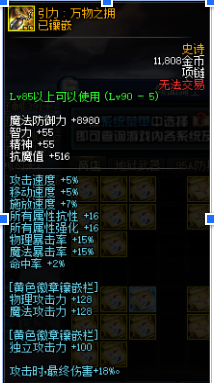 引力：万物之拥
已镶嵌
史诗
11,808金币
项链
无法交易
Lv85以上可以使用 (Lv90 - 5)
魔法防御力 +8980
智力 +55
精神 +55
抗魔值 +516
攻击速度 +5%
移动速度 +5%
施放速度 +7%
所有属性抗性 +16
所有属性强化 +16
物理暴击率 +15%
魔法暴击率 +15%
命中率 +2%
[黄色徽章镶嵌栏]
物理攻击力 +128
魔法攻击力 +128
[黄色徽章镶嵌栏]
独立攻击力 +100
攻击时,最终伤害+18%。